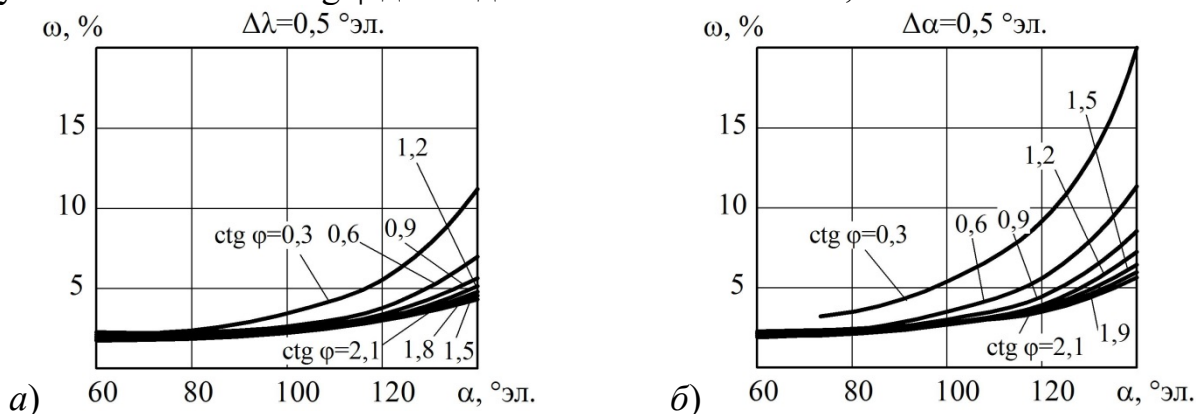 ω, %
Δλ=0,5 °эл.
15
10
5
1,2
ctg φ=0,3
0,6
0,9
ctg φ=2,1
1,8
1,5
60
80
100
120
α, °эл.
а)
ω, %
Δα=0,5 °эл.
15
10
5
1,5
1,2
ctg φ=0,3
0,6
0,9
ctg φ=2,1
1,9
60
80
100
120
α, °эл.
б)